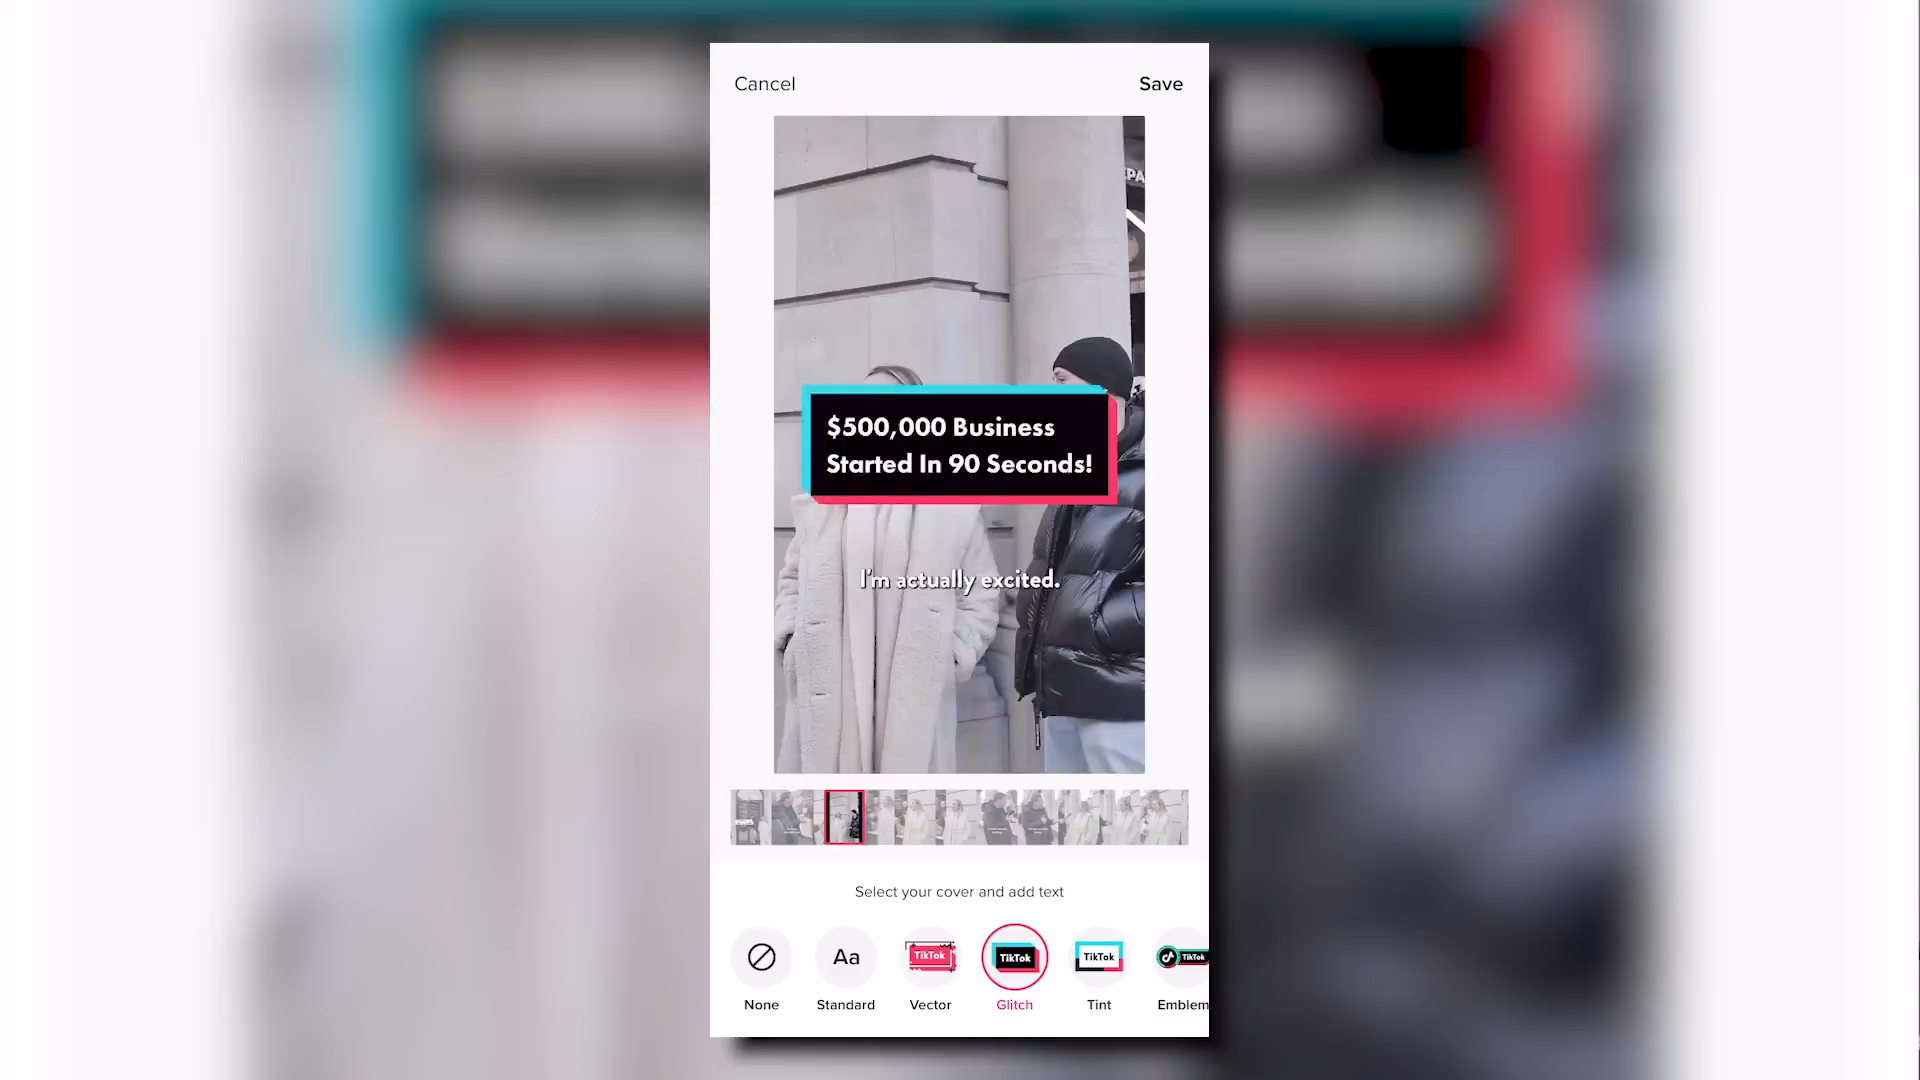 Cancel
Save
PA
$500,000 Business
Started In 90 Seconds!
I'm actually excited.
Select your cover and add text
Aa
TikTok
TikTok
TikTok
TikTok
None
Standard
Vector
Glitch
Tint
Emblem